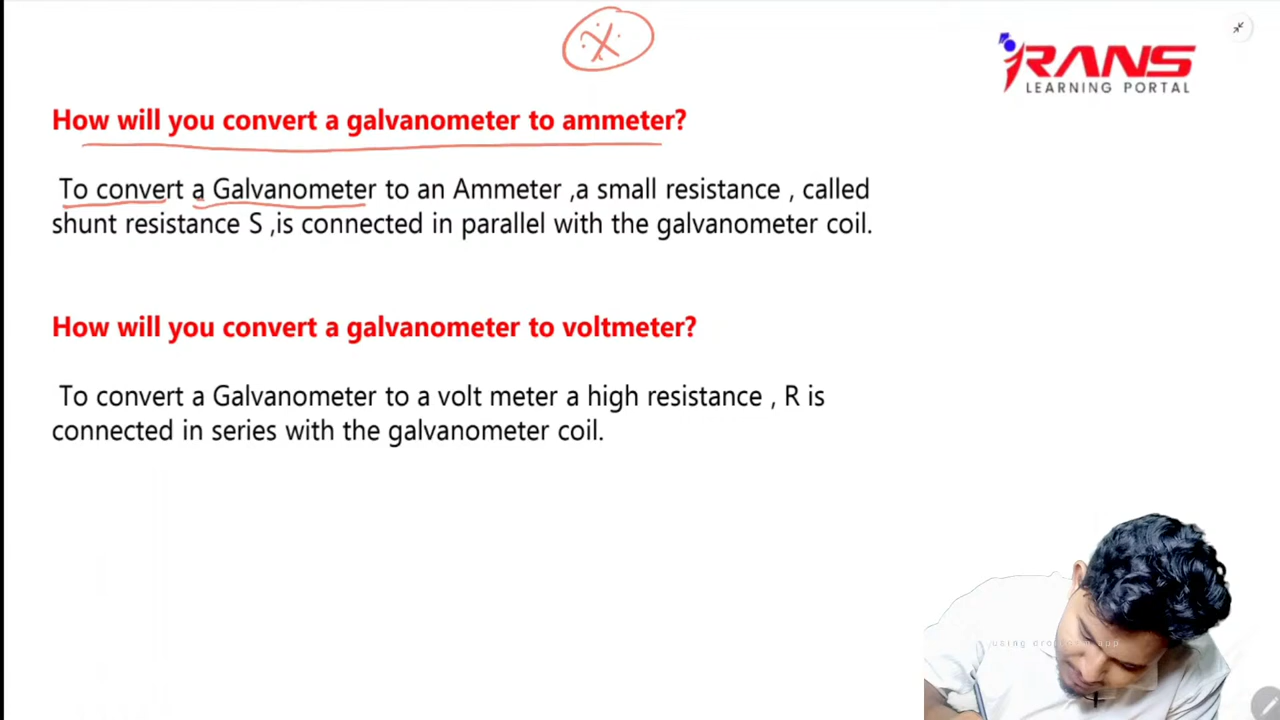 RANS
LEARNING PORTAL
How will you convert a galvanometer to ammeter?
To convert a Galvanometer to an Ammeter ,a small resistance , called
shunt resistance S ,is connected in parallel with the galvanometer coil.
How will you convert a galvanometer to voltmeter?
To convert a Galvanometer to a volt meter a high resistance , R is
connected in series with the galvanometer coil.